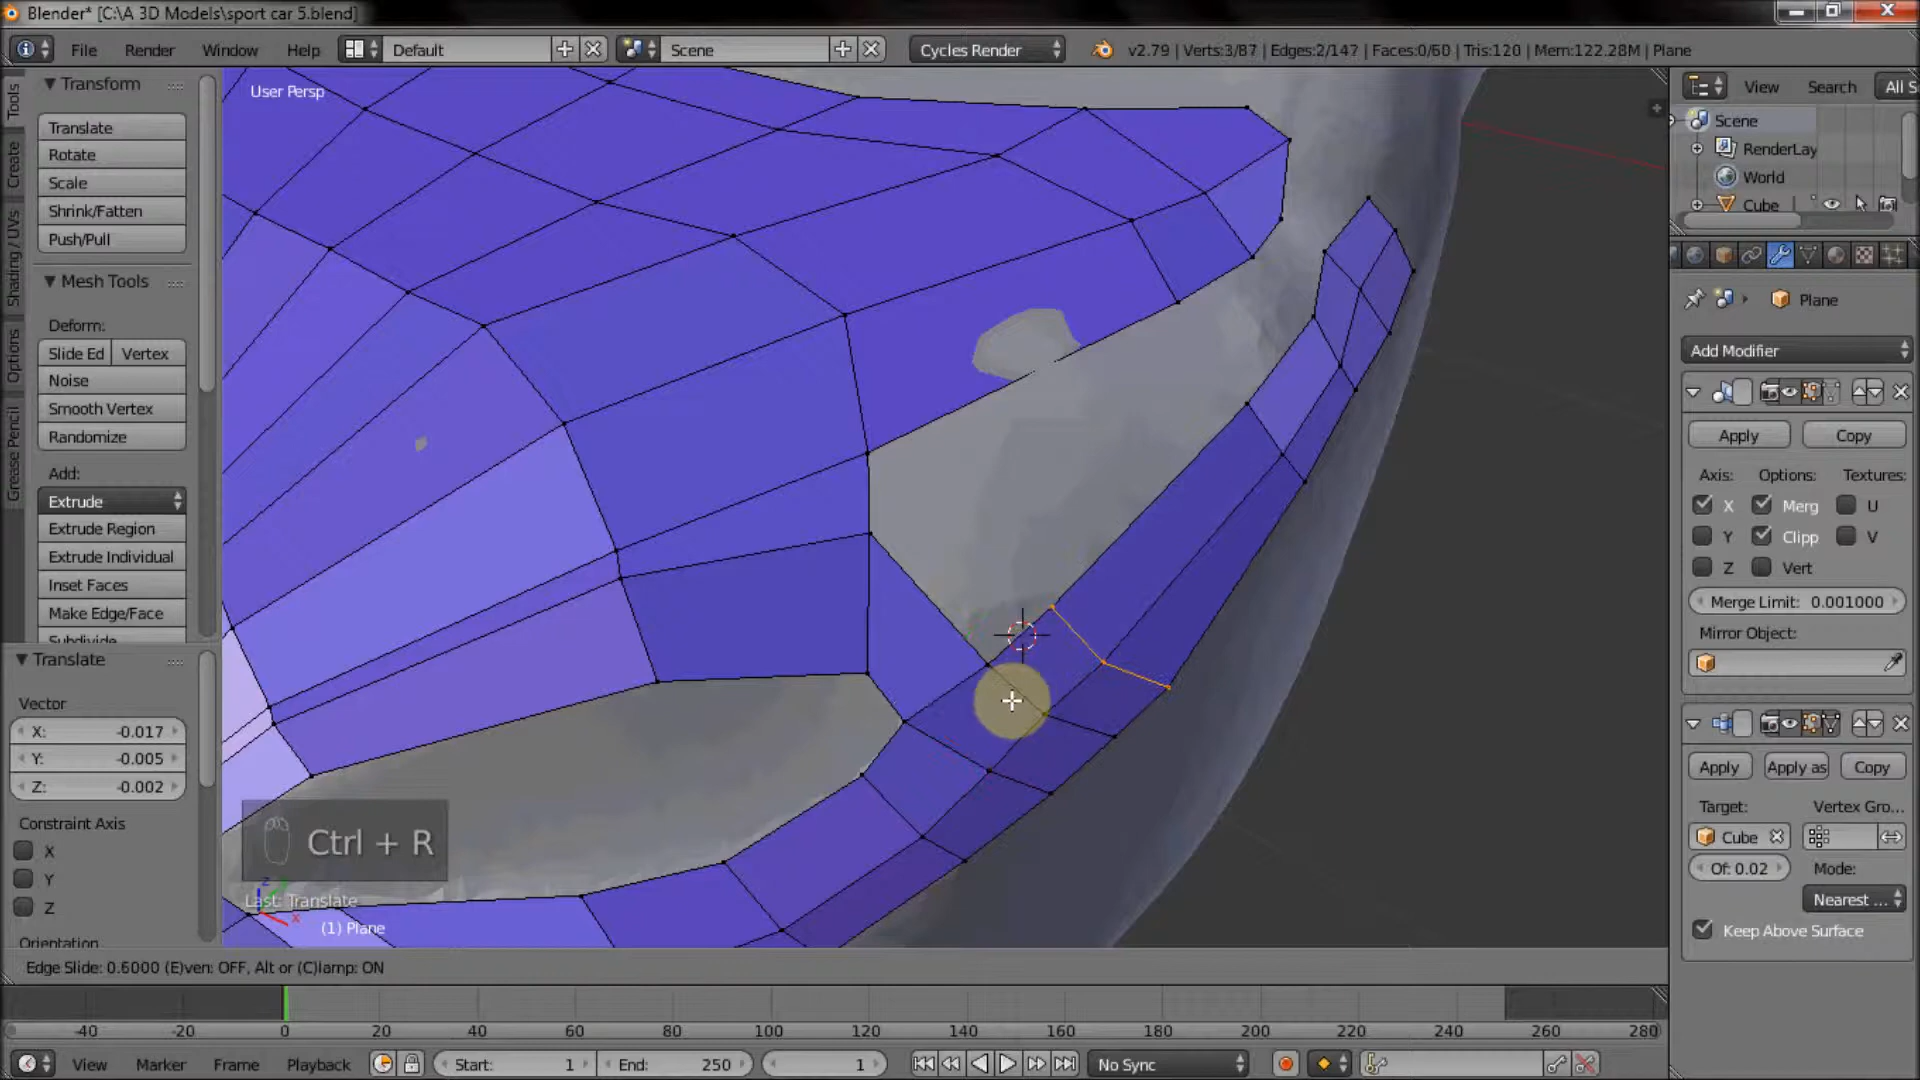 Blender* [C:\A 3D Models\sport car 5.blend]
File Render Window Help Default Scene Cycles Render v2.79 | Verts:3/87 | Edges:2/147 | Faces:0/60 | Tris:120 | Mem:122.28M | Plane
Tools
Create
Shading / UVs
Options
Grease Pencil
Transform
Translate
Rotate
Scale
Shrink/Fatten
Push/Pull
Mesh Tools
Deform:
Slide Ed Vertex
Noise
Smooth Vertex
Randomize
Add:
Extrude
Extrude Region
Extrude Individual
Inset Faces
Make Edge/Face
Subdivide
Translate
Vector
X: -0.017
Y: -0.005
Z: -0.002
Constraint Axis
X
Y
Z
Orientation
User Persp
Ctrl + R
Last: Translate
(1) Plane
z
x
Edge Slide: 0.6000 (E)ven: OFF, Alt or (C)lamp: ON
View Search All S
Scene
RenderLay
World
Cube
Plane
Add Modifier
Apply Copy
Axis: Options: Textures:
X Merg U
Y Clipp V
Z Vert
Merge Limit: 0.001000
Mirror Object:
Apply Apply as Copy
Target: Vertex Gro...
Cube
Of: 0.02 Mode:
Nearest ...
Keep Above Surface
-40 -20 0 20 40 60 80 100 120 140 160 180 200 220 240 260 280
View Marker Frame Playback Start: 1 End: 250 1 No Sync